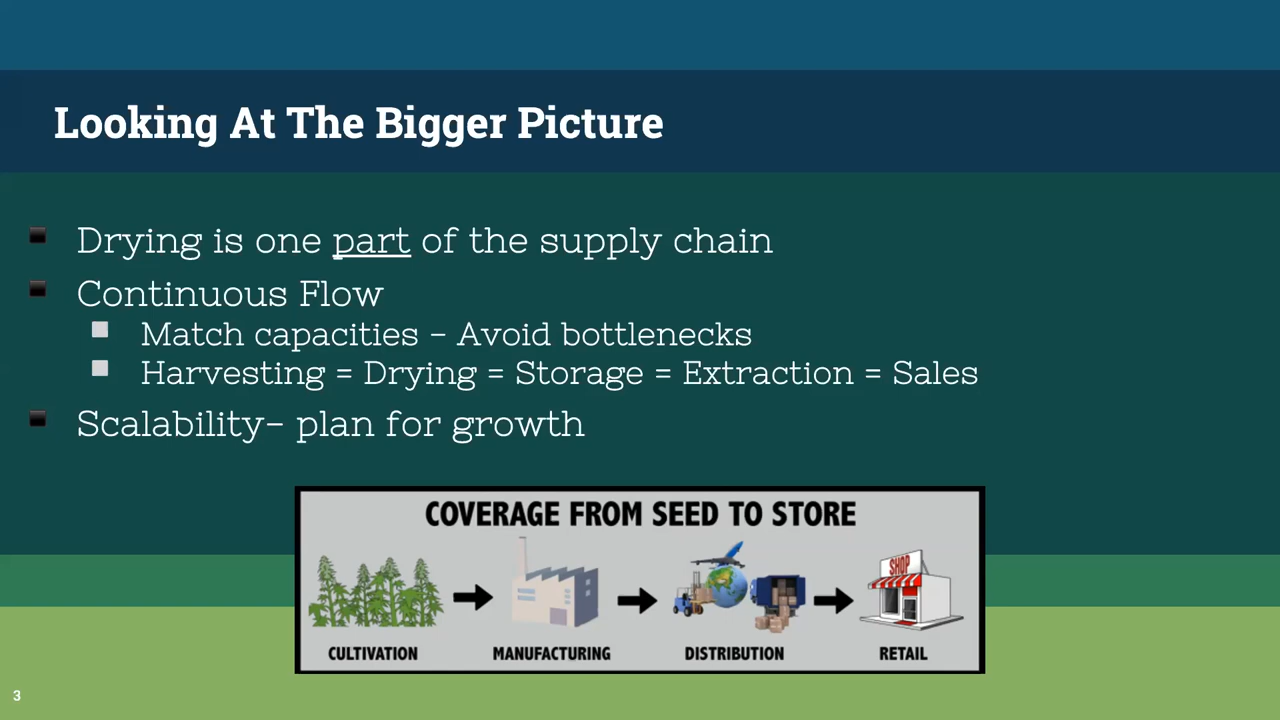 Looking At The Bigger Picture
Drying is one part of the supply chain
Continuous Flow
Match capacities – Avoid bottlenecks
Harvesting = Drying = Storage = Extraction = Sales
Scalability– plan for growth
COVERAGE FROM SEED TO STORE
SHOP
CULTIVATION
MANUFACTURING
DISTRIBUTION
RETAIL
3